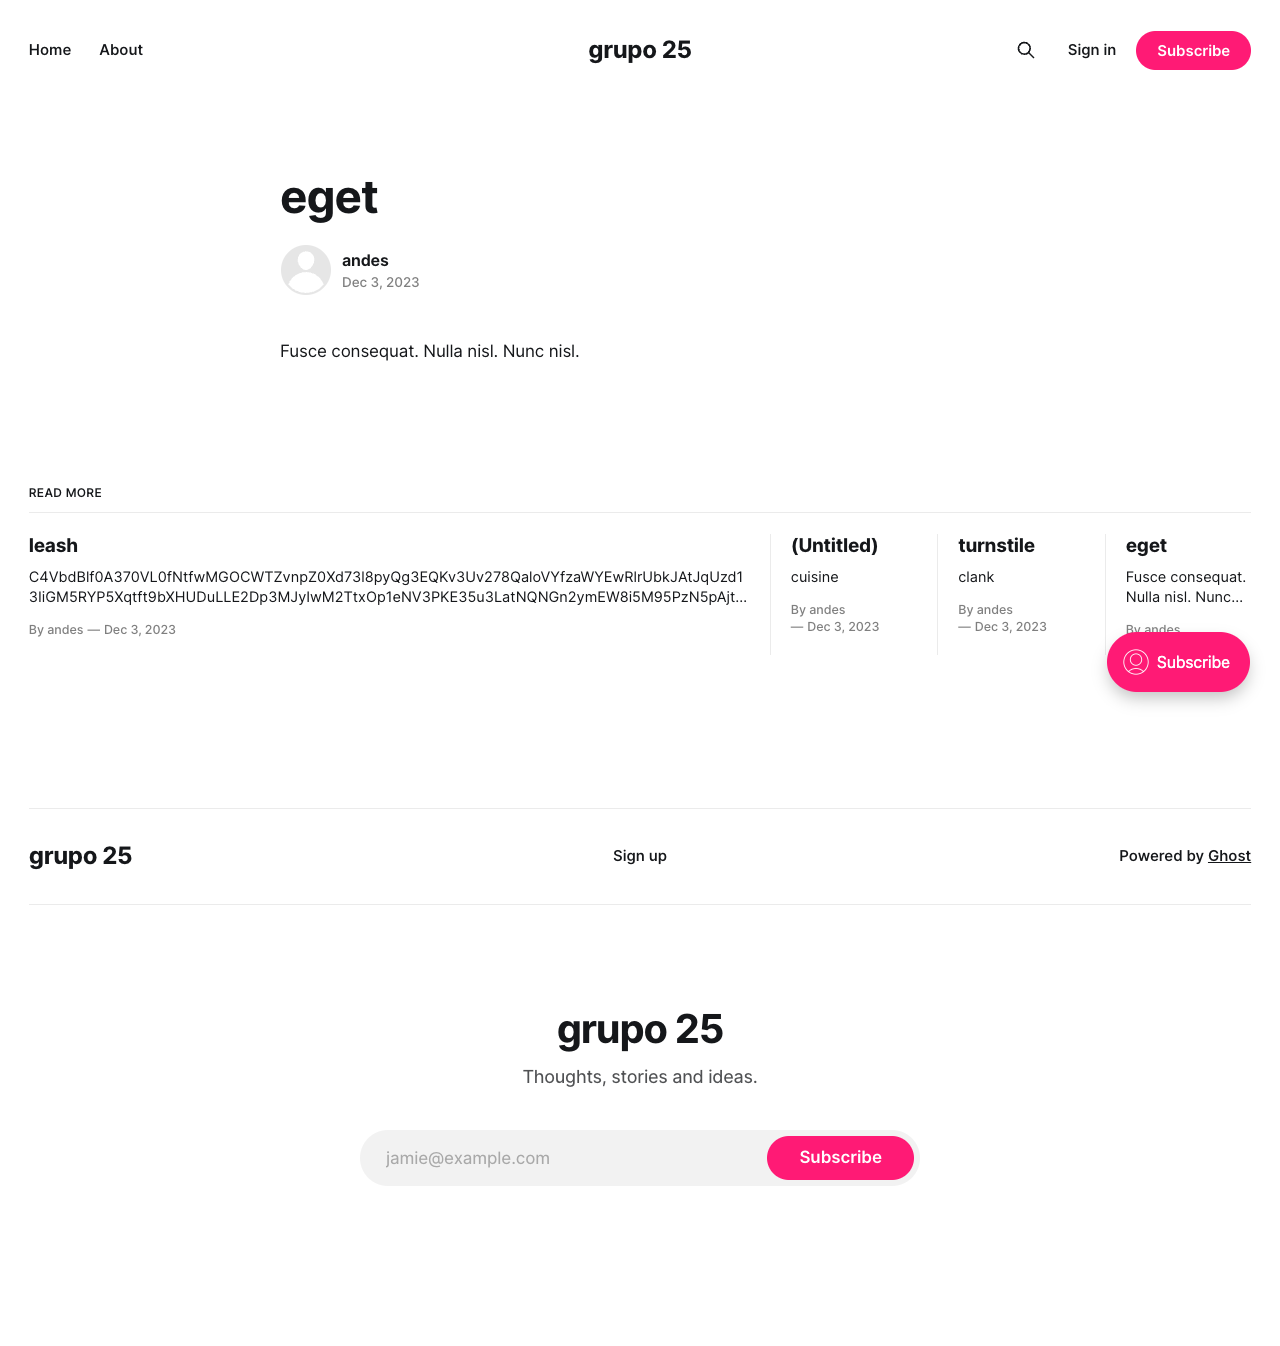 Home About grupo 25 Sign in Subscribe
eget
andes
Dec 3, 2023
Fusce consequat. Nulla nisl. Nunc nisl.
READ MORE
leash
C4VbdBlf0A370VL0fNtfwMGOCWTZvnpZ0Xd73l8pyQg3EQKv3Uv278QaloVYfzaWYEwRlrUbkJAtJqUzd1
3IiGM5RYP5Xqtft9bXHUDuLLE2Dp3MJyIwM2TtxOp1eNV3PKE35u3LatNQNGn2ymEW8i5M95PzN5pAjt…
By andes — Dec 3, 2023
(Untitled)
cuisine
By andes
— Dec 3, 2023
turnstile
clank
By andes
— Dec 3, 2023
eget
Fusce consequat.
Nulla nisl. Nunc…
By andes
Subscribe
grupo 25 Sign up Powered by Ghost
grupo 25
Thoughts, stories and ideas.
jamie@example.com Subscribe